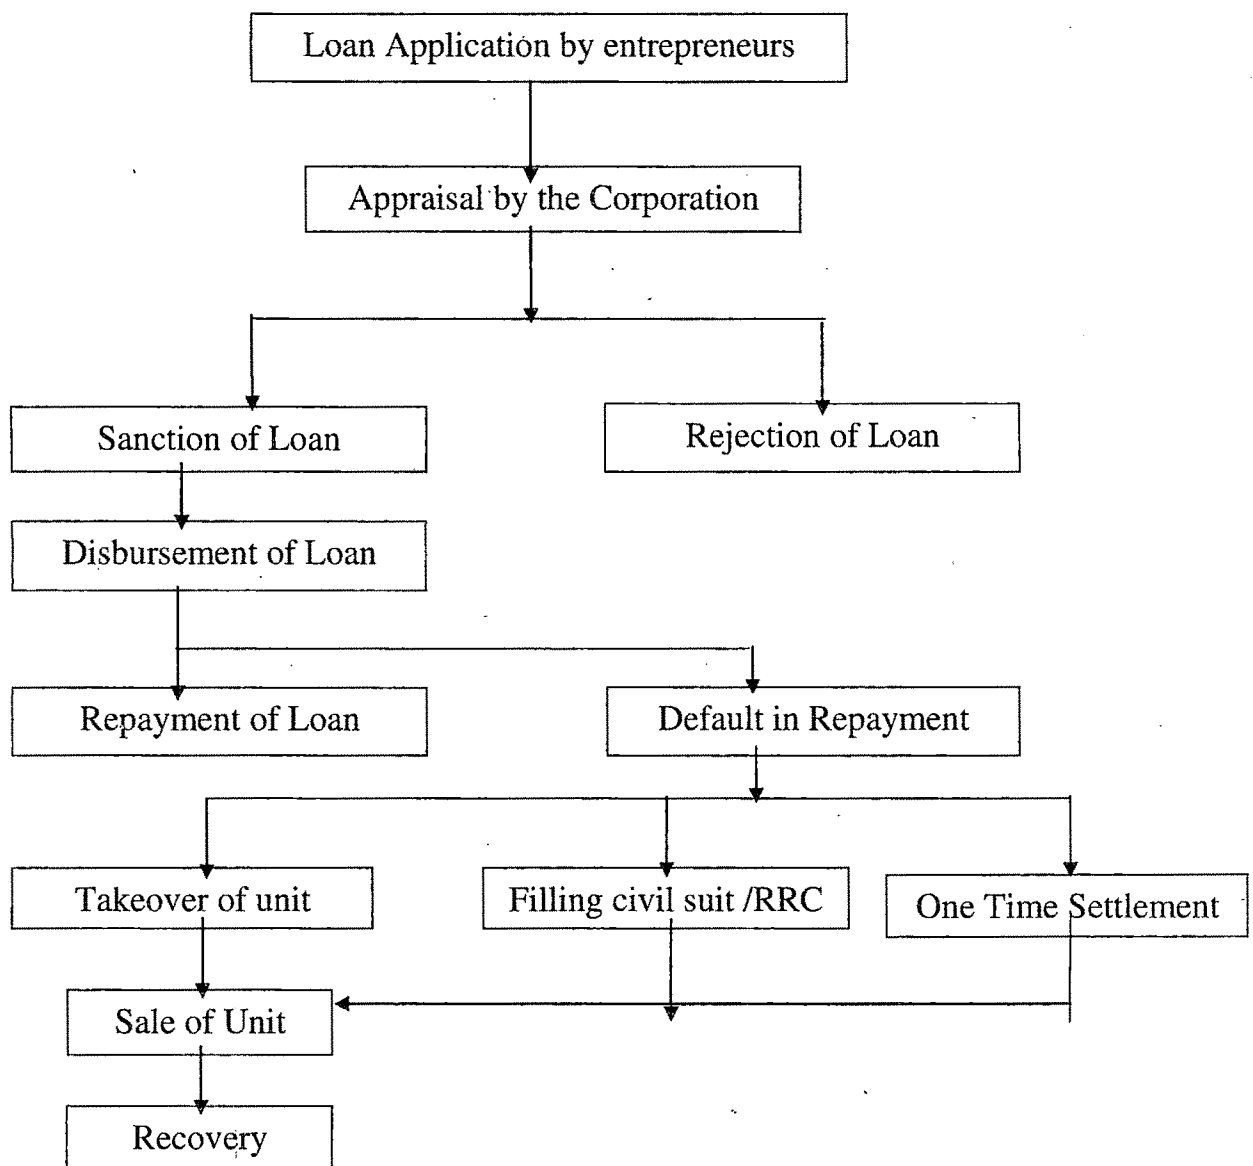 Loan Application by entrepreneurs
Appraisal by the Corporation
Sanction of Loan
Rejection of Loan
Disbursement of Loan
Repayment of Loan
Default in Repayment
Takeover of unit
Filling civil suit /RRC
One Time Settlement
Sale of Unit
Recovery